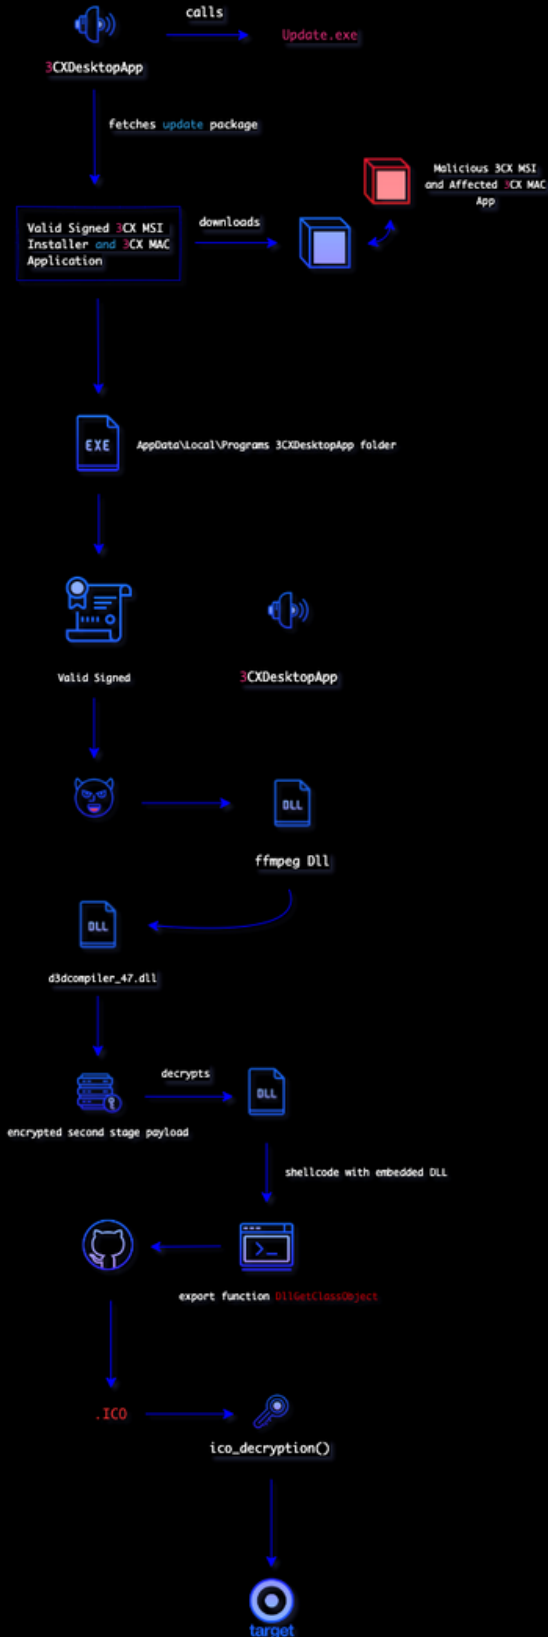 calls
Update.exe
3CXDesktopApp
fetches update package
Malicious 3CX MSI
and Affected 3CX MAC
App
Valid Signed 3CX MSI
Installer and 3CX MAC
Application
downloads
EXE
AppData\Local\Programs 3CXDesktopApp folder
Valid Signed
3CXDesktopApp
DLL
ffmpeg Dll
DLL
d3dcompiler_47.dll
decrypts
DLL
encrypted second stage payload
shellcode with embedded DLL
export function DllGetClassObject
.ICO
ico_decryption()
target